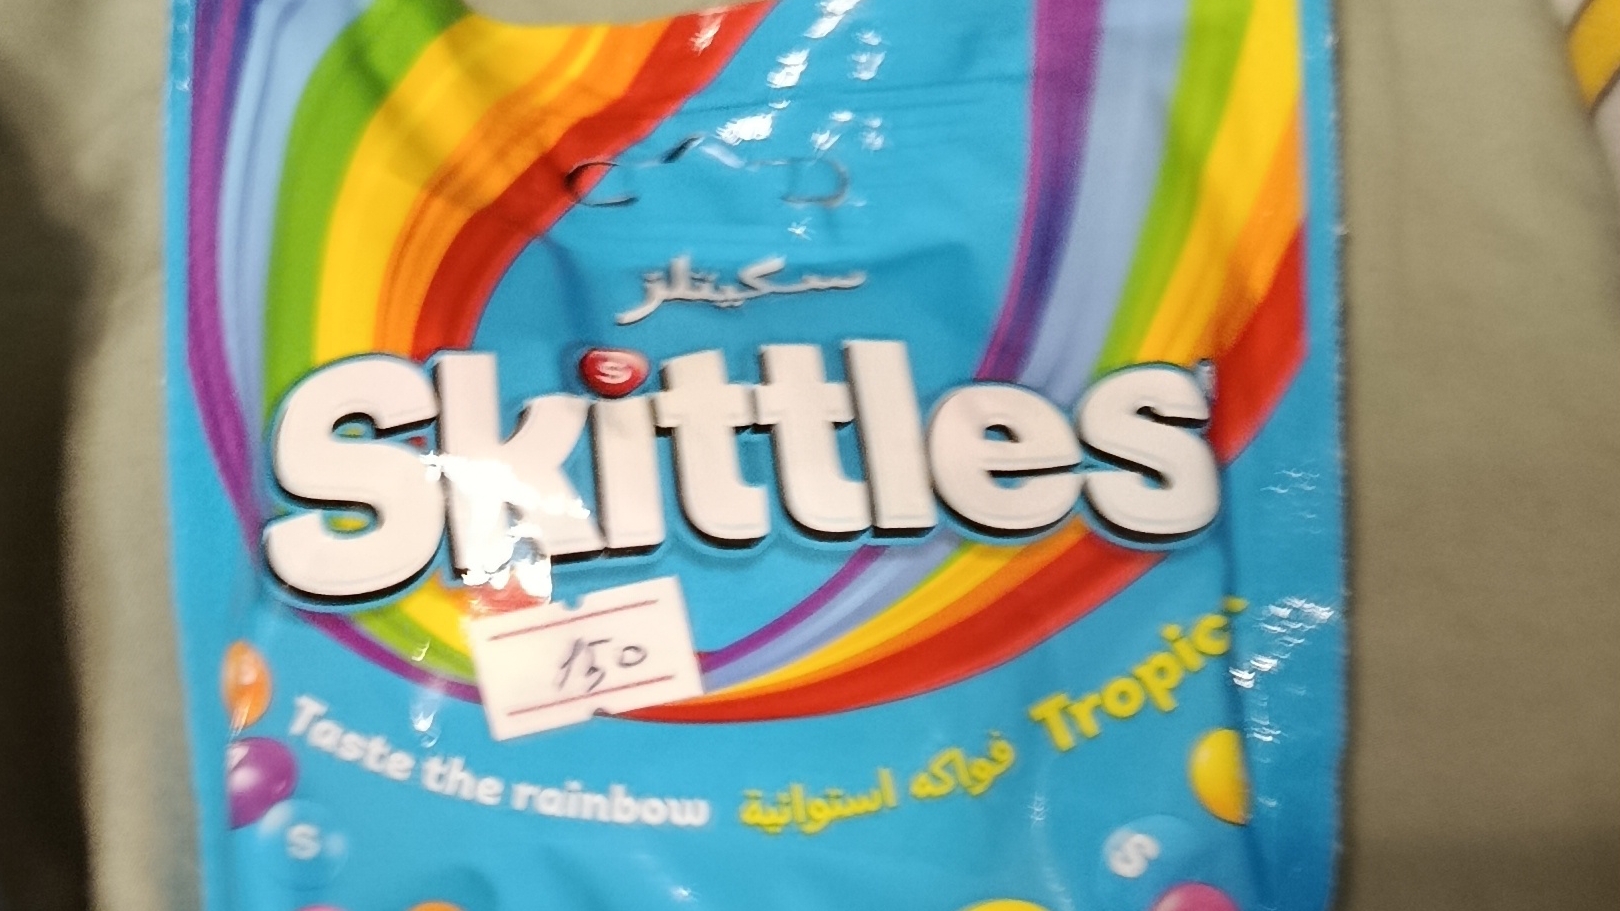 سكيتلز
Skittles
S
150
Taste the rainbow
فواكه استوائية
Tropic
S
S